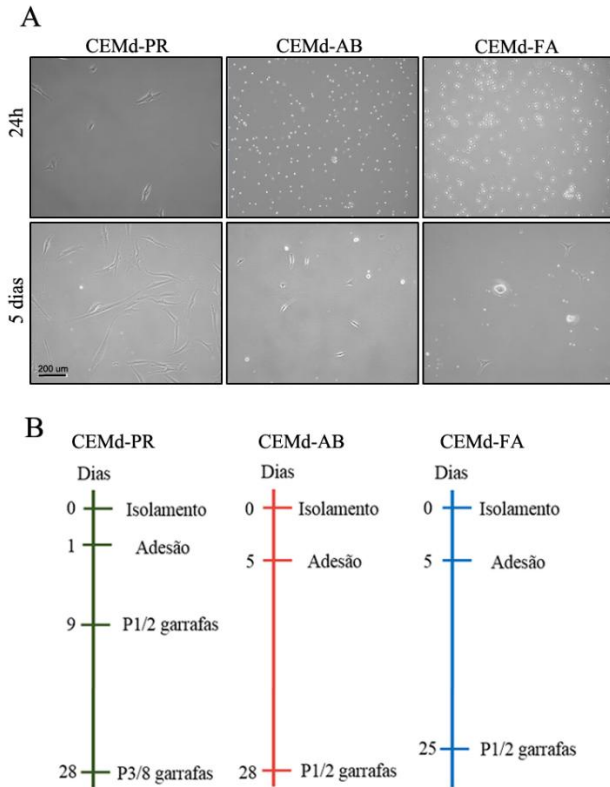 A
CEMd-PR CEMd-AB CEMd-FA
24h
5 dias
200 um
B
CEMd-PR CEMd-AB CEMd-FA
Dias Dias Dias
0 Isolamento 0 Isolamento 0 Isolamento
1 Adesão 5 Adesão 5 Adesão
9 P1/2 garrafas
25 P1/2 garrafas
28 P3/8 garrafas 28 P1/2 garrafas